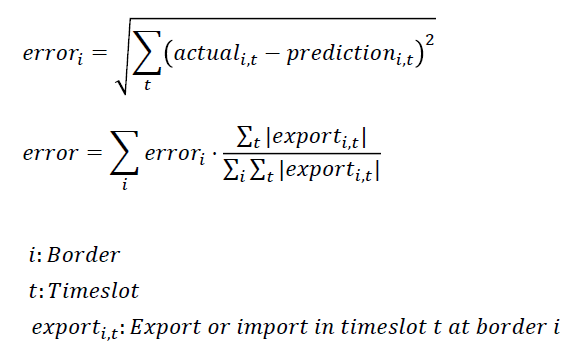 error_i = √(∑_t (actual_{i,t} − prediction_{i,t})²)
error = ∑_i error_i · (∑_t |export_{i,t}|) / (∑_i ∑_t |export_{i,t}|)
i: Border
t: Timeslot
export_{i,t}: Export or import in timeslot t at border i